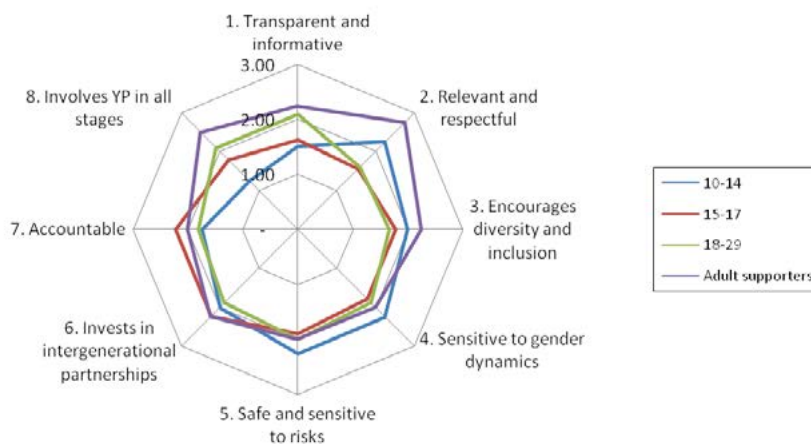 1. Transparent and
informative
3.00
8. Involves YP in all
stages
2. Relevant and
respectful
2.00
1.00
7. Accountable
-
3. Encourages
diversity and
inclusion
6. Invests in
intergenerational
partnerships
4. Sensitive to gender
dynamics
5. Safe and sensitive
to risks
10-14
15-17
18-29
Adult supporters